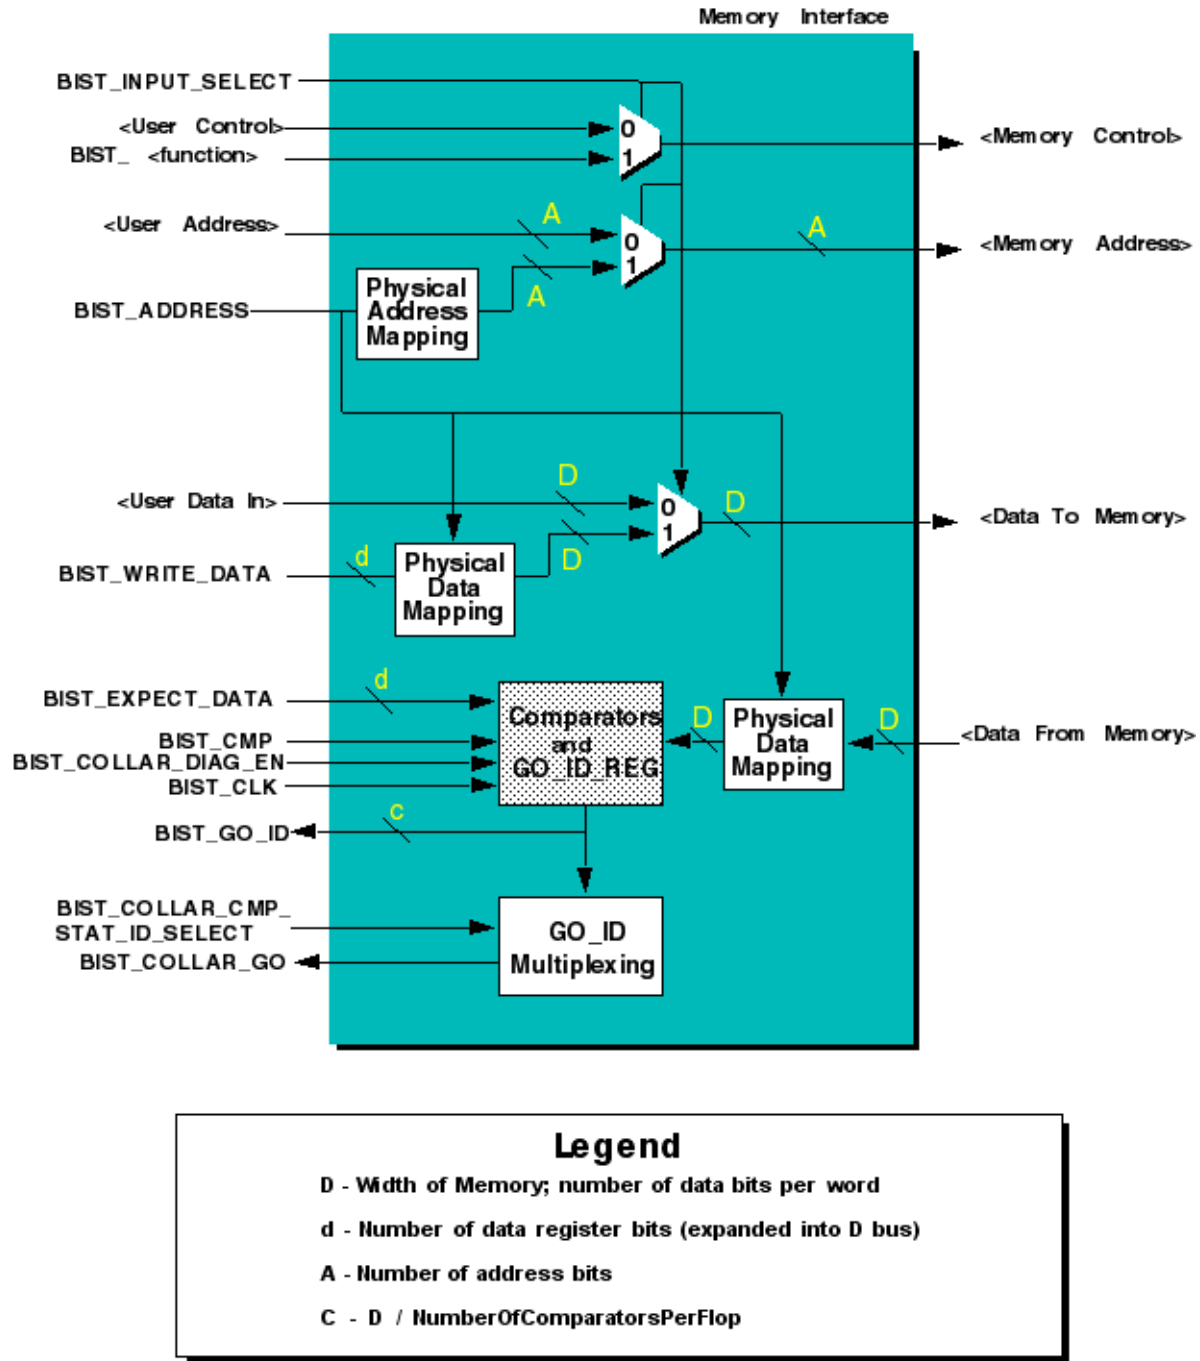 Memory Interface
BIST_INPUT_SELECT
<User Control>
0
BIST_ <function>
1
<Memory Control>
<User Address>
A
0
A
<Memory Address>
1
A
BIST_ADDRESS
Physical
Address
Mapping
<User Data In>
D
0
D
<Data To Memory>
1
D
BIST_WRITE_DATA
d
Physical
Data
Mapping
BIST_EXPECT_DATA
d
BIST_CMP
BIST_COLLAR_DIAG_EN
BIST_CLK
Comparators
and
GO_ID_REG
D
Physical
Data
Mapping
D
<Data From Memory>
BIST_GO_ID
c
BIST_COLLAR_CMP_
STAT_ID_SELECT
BIST_COLLAR_GO
GO_ID
Multiplexing
Legend
D - Width of Memory; number of data bits per word
d - Number of data register bits (expanded into D bus)
A - Number of address bits
C - D / NumberOfComparatorsPerFlop